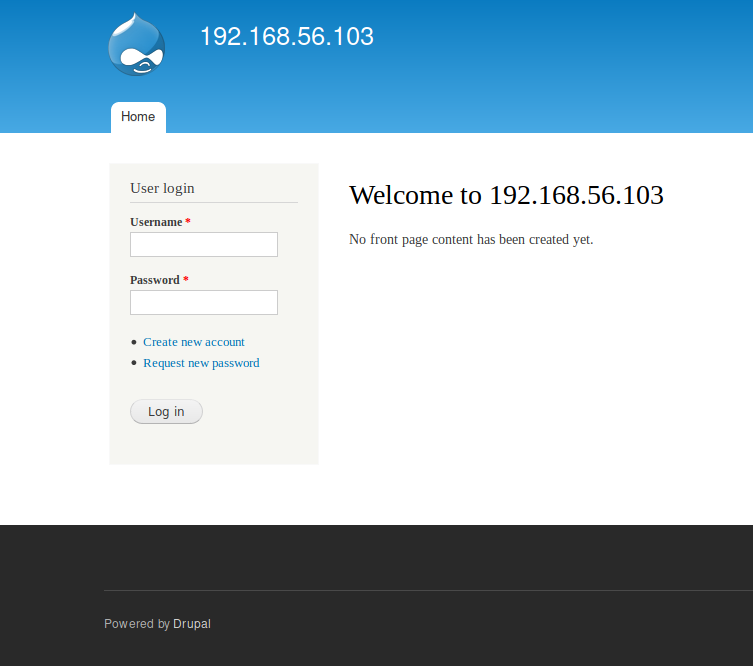 192.168.56.103
Home
User login
Username *
Password *
Create new account
Request new password
Log in
Welcome to 192.168.56.103
No front page content has been created yet.
Powered by Drupal